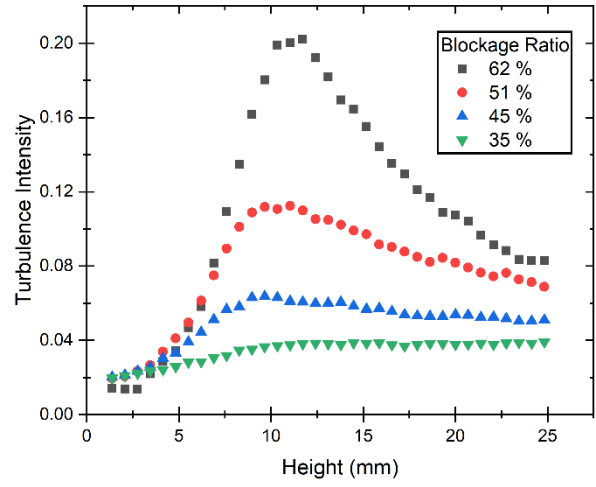 Turbulence Intensity
0.20
0.16
0.12
0.08
0.04
0.00
Blockage Ratio
62 %
51 %
45 %
35 %
0 5 10 15 20 25
Height (mm)